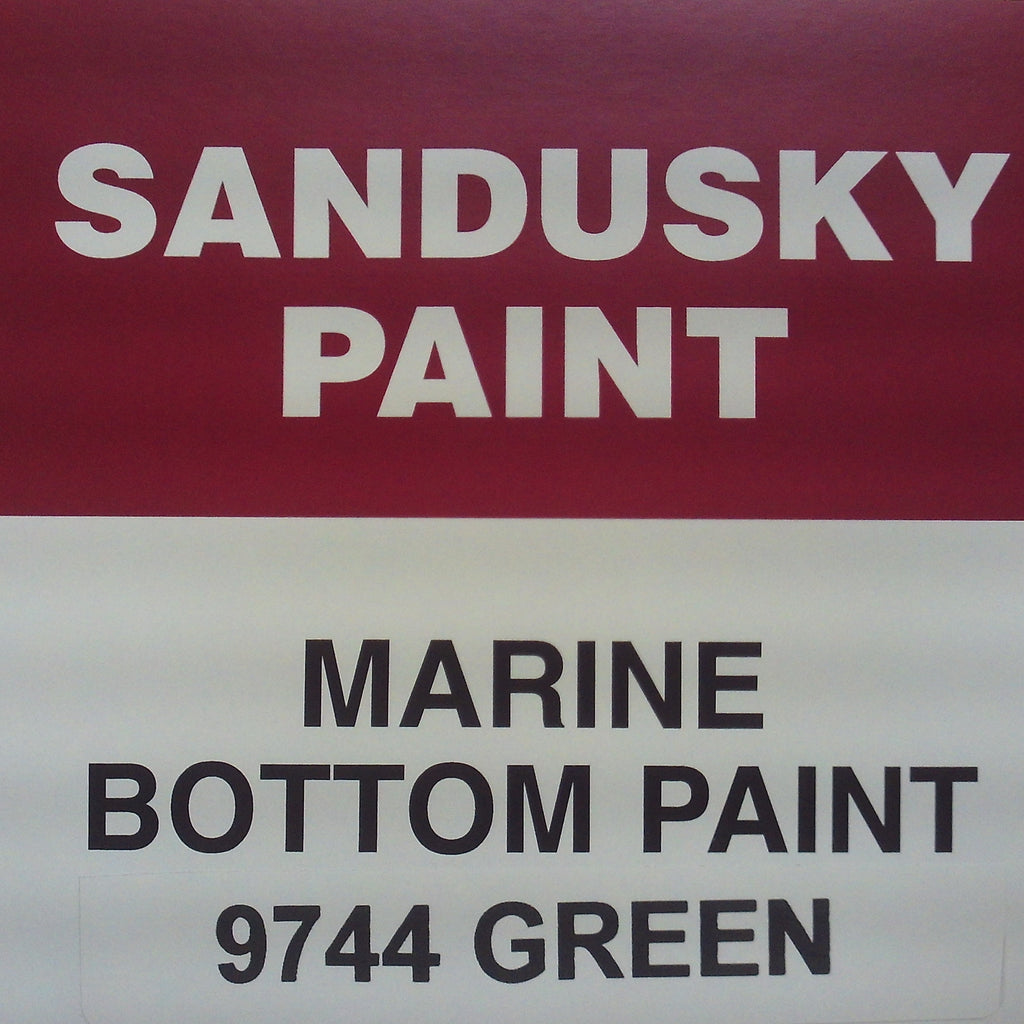 SANDUSKY
PAINT
MARINE
BOTTOM PAINT
9744 GREEN